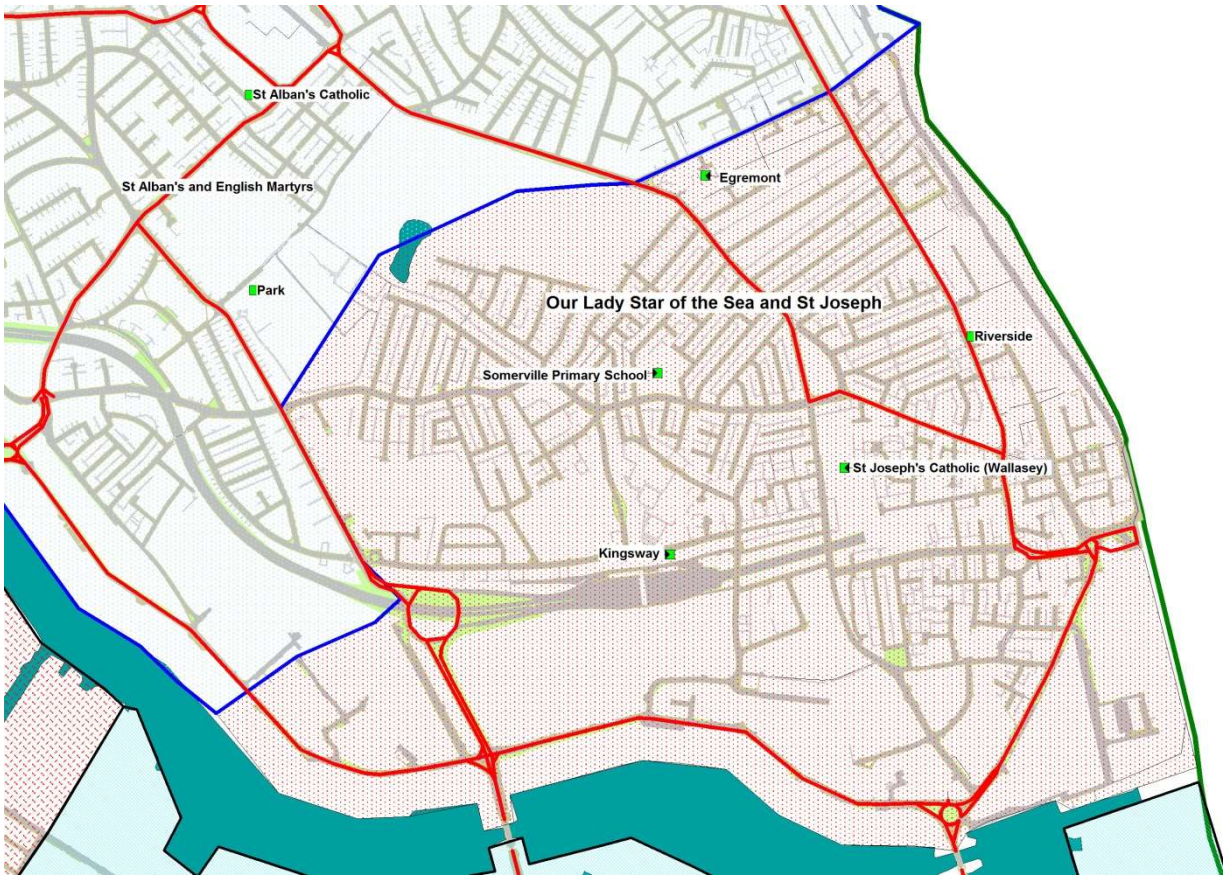 St Alban's Catholic
Egremont
St Alban's and English Martyrs
Park
Our Lady Star of the Sea and St Joseph
Riverside
Somerville Primary School
St Joseph's Catholic (Wallasey)
Kingsway